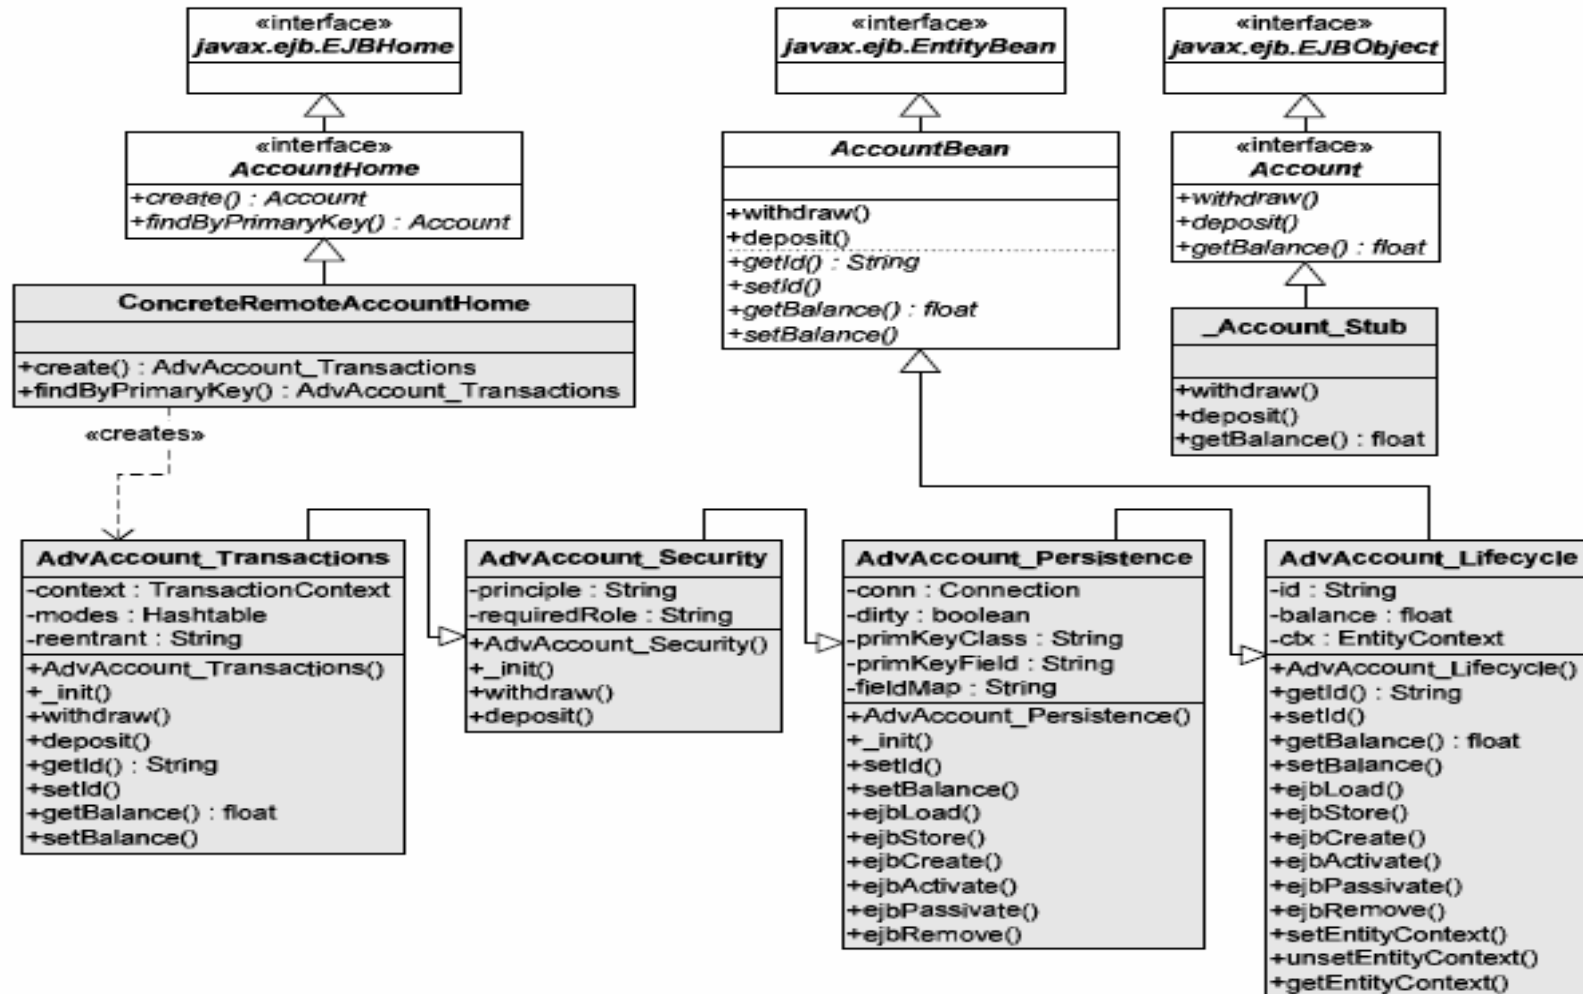 «interface»
javax.ejb.EJBHome
«interface»
AccountHome
+create() : Account
+findByPrimaryKey() : Account
ConcreteRemoteAccountHome
+create() : AdvAccount_Transactions
+findByPrimaryKey() : AdvAccount_Transactions
«creates»
«interface»
javax.ejb.EntityBean
AccountBean
+withdraw()
+deposit()
+getId() : String
+setId()
+getBalance() : float
+setBalance()
«interface»
javax.ejb.EJBObject
«interface»
Account
+withdraw()
+deposit()
+getBalance() : float
_Account_Stub
+withdraw()
+deposit()
+getBalance() : float
AdvAccount_Transactions
-context : TransactionContext
-modes : Hashtable
-reentrant : String
+AdvAccount_Transactions()
+_init()
+withdraw()
+deposit()
+getId() : String
+setId()
+getBalance() : float
+setBalance()
AdvAccount_Security
-principle : String
-requiredRole : String
+AdvAccount_Security()
+_init()
+withdraw()
+deposit()
AdvAccount_Persistence
-conn : Connection
-dirty : boolean
-primKeyClass : String
-primKeyField : String
-fieldMap : String
+AdvAccount_Persistence()
+_init()
+setId()
+setBalance()
+ejbLoad()
+ejbStore()
+ejbCreate()
+ejbActivate()
+ejbPassivate()
+ejbRemove()
AdvAccount_Lifecycle
-id : String
-balance : float
-ctx : EntityContext
+AdvAccount_Lifecycle()
+getId() : String
+setId()
+getBalance() : float
+setBalance()
+ejbLoad()
+ejbStore()
+ejbCreate()
+ejbActivate()
+ejbPassivate()
+ejbRemove()
+setEntityContext()
+unsetEntityContext()
+getEntityContext()